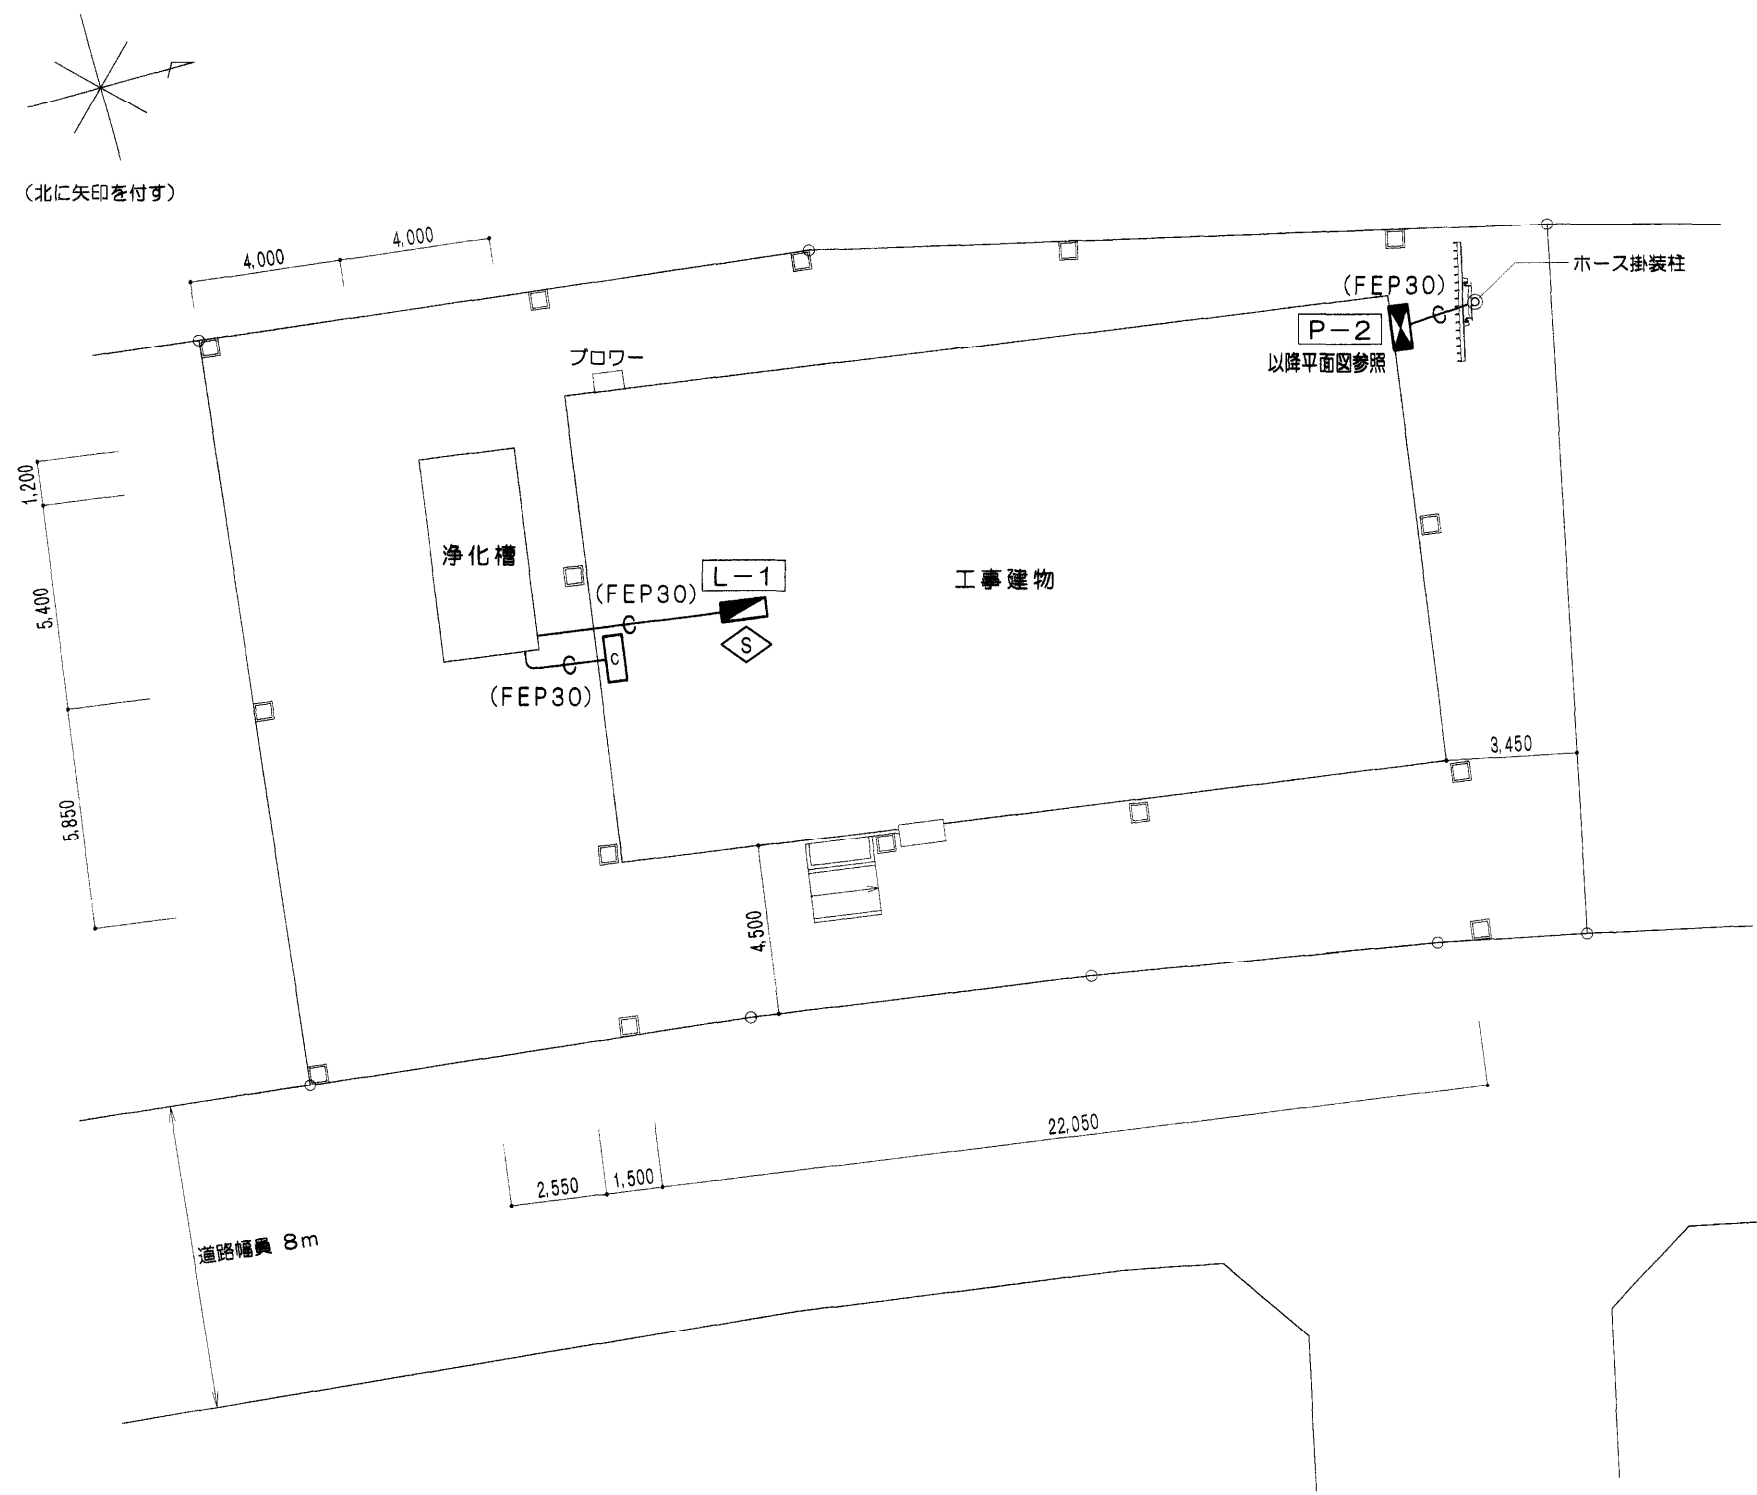 (北に矢印を付す)
4,000
4,000
ホース掛装柱
(FEP30)
P-2
以降平面図参照
ブロワー
1,200
浄化槽
L-1
工事建物
(FEP30)
5,400
S
C
(FEP30)
3,450
5,850
4,500
22,050
2,550
1,500
道路幅員 8m